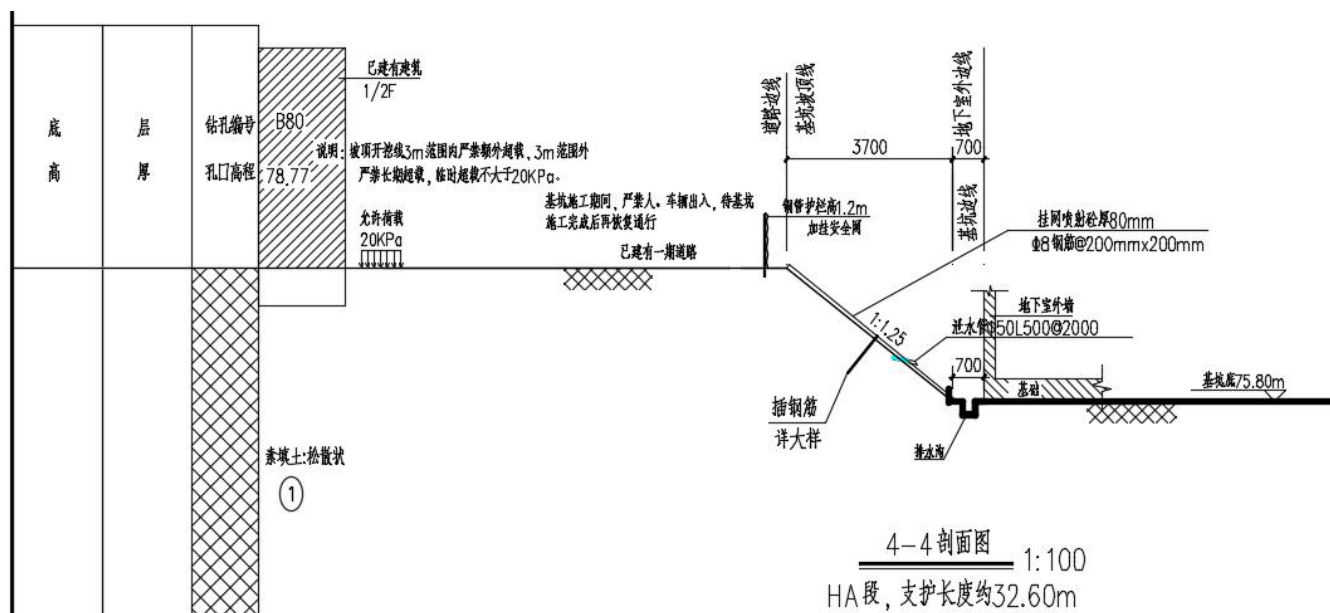 底高
层厚
钻孔编号
孔口高程
B80
78.77
已建有建筑
1/2F
说明：坡顶开挖线3m范围内严禁额外超载，3m范围外
严禁长期超载，临时超载不大于20KPa。
允许荷载
20KPa
基坑施工期间，严禁人。车辆出入，待基坑
施工完成后再恢复通行
已建有一期道路
钢管护栏高1.2m
加挂安全网
道路边线
基坑坡顶线
地下室外边线
3700
700
基坑边线
挂网喷射砼厚80mm
Φ8钢筋@200mmx200mm
1:1.25
地下室外墙
泄水管Φ50L500@2000
700
基础
基坑底75.80m
插钢筋
详大样
排水沟
素填土:松散状
1
4-4剖面图
1:100
HA段，支护长度约32.60m